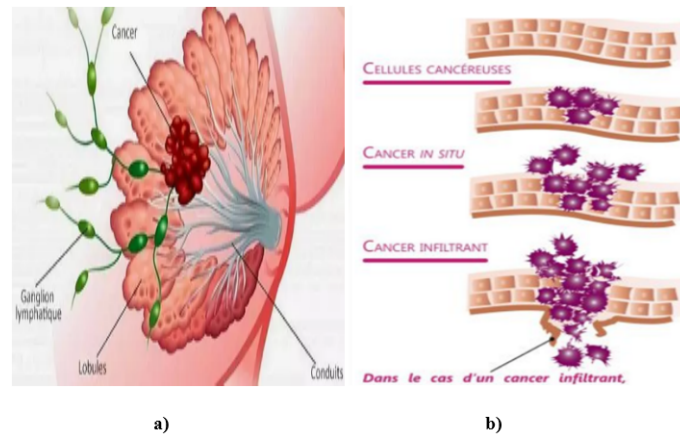 Cancer
Ganglion
lymphatique
Lobules
Conduits
CELLULES CANCÉREUSES
CANCER IN SITU
CANCER INFILTRANT
Dans le cas d'un cancer infiltrant,
a)
b)